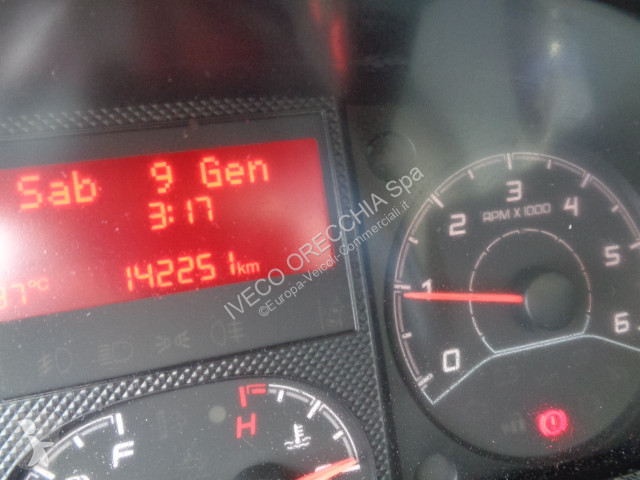 Sab 9 Gen
3:17
37°C
142251 km
0
1
2
3
4
5
6
RPM X 1000
F
H
IVECO ORECCHIA Spa
©Europa-Veicoli-Commerciali.it